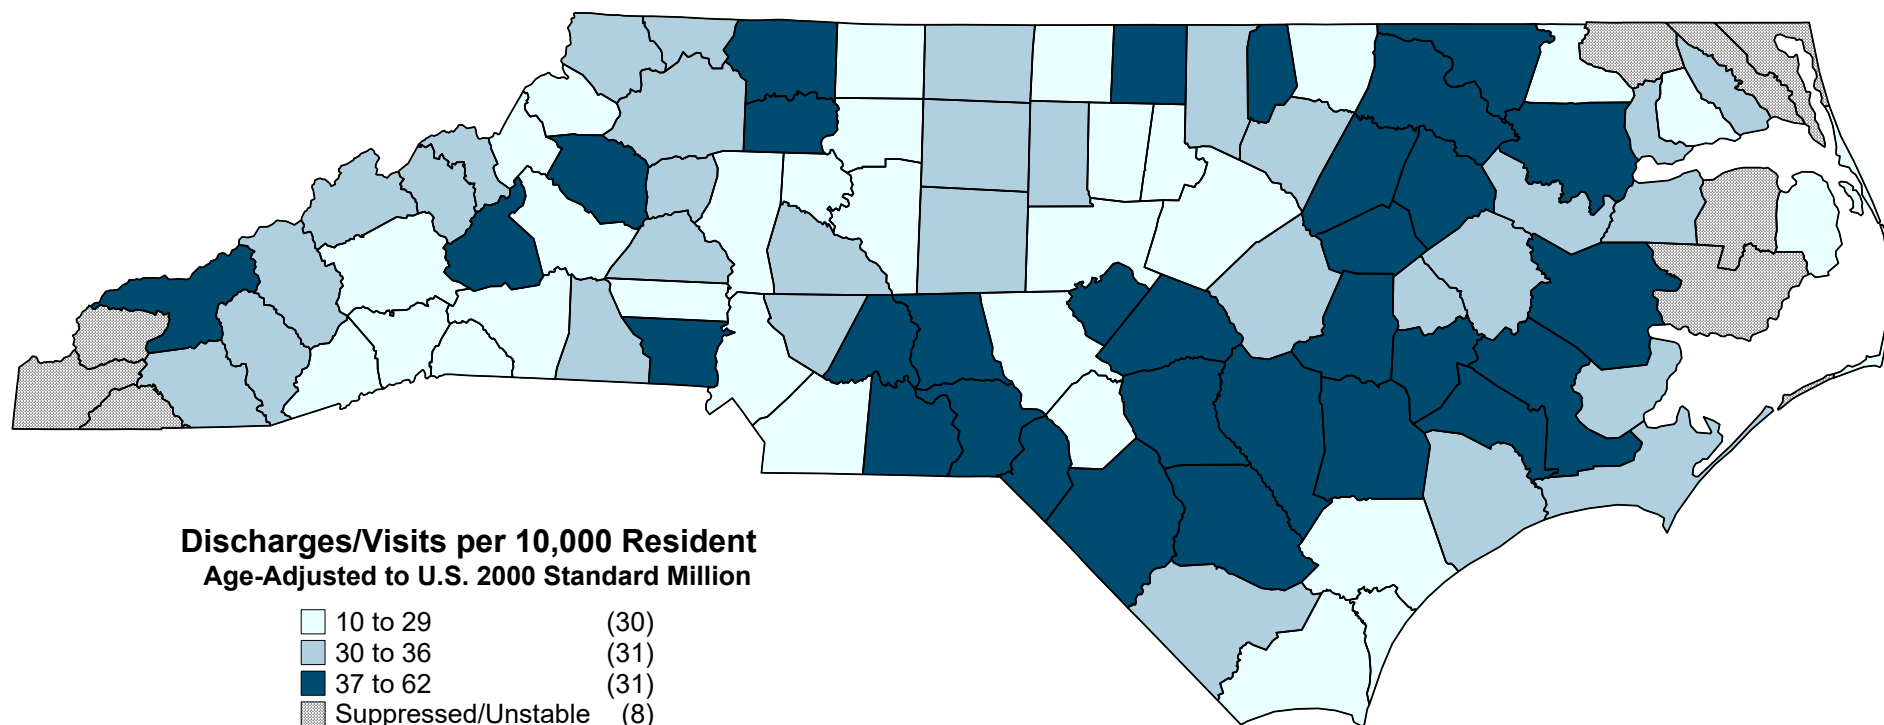 Discharges/Visits per 10,000 Resident
Age-Adjusted to U.S. 2000 Standard Million
10 to 29 (30)
30 to 36 (31)
37 to 62 (31)
Suppressed/Unstable (8)